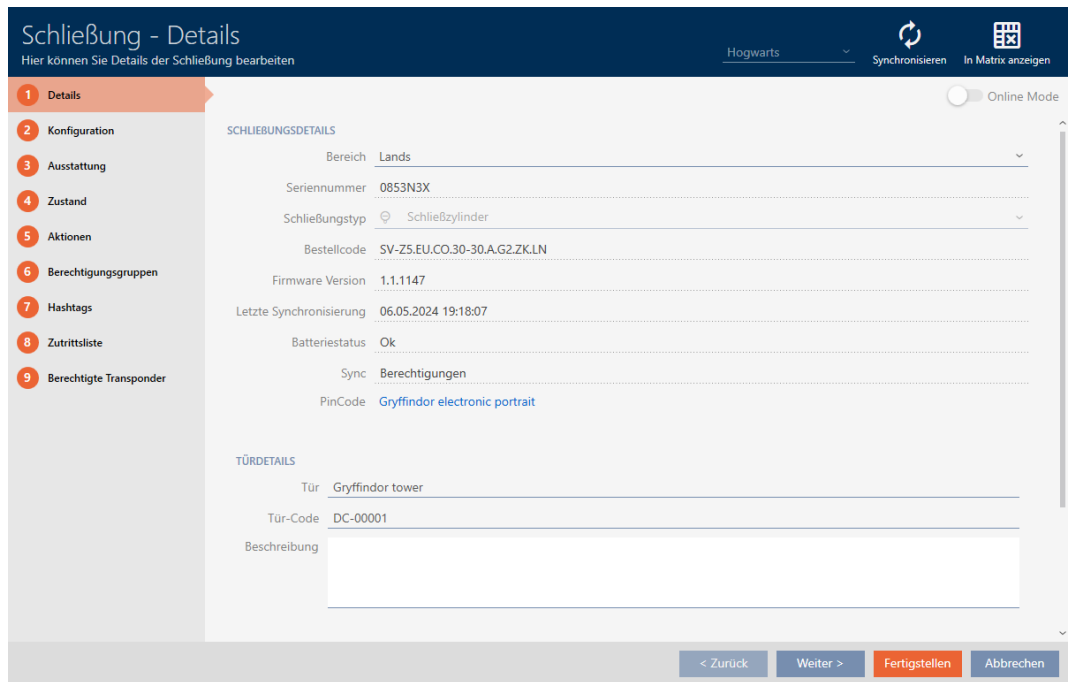 Schließung - Details
Hier können Sie Details der Schließung bearbeiten
Hogwarts
Synchronisieren
In Matrix anzeigen
1 Details
2 Konfiguration
3 Ausstattung
4 Zustand
5 Aktionen
6 Berechtigungsgruppen
7 Hashtags
8 Zutrittsliste
9 Berechtigte Transponder
Online Mode
SCHLIEßUNGSDETAILS
Bereich Lands
Seriennummer 0853N3X
Schließungstyp Schließzylinder
Bestellcode SV-Z5.EU.CO.30-30.A.G2.ZK.LN
Firmware Version 1.1.1147
Letzte Synchronisierung 06.05.2024 19:18:07
Batteriestatus Ok
Sync Berechtigungen
PinCode Gryffindor electronic portrait
TÜRDETAILS
Tür Gryffindor tower
Tür-Code DC-00001
Beschreibung
< Zurück
Weiter >
Fertigstellen
Abbrechen